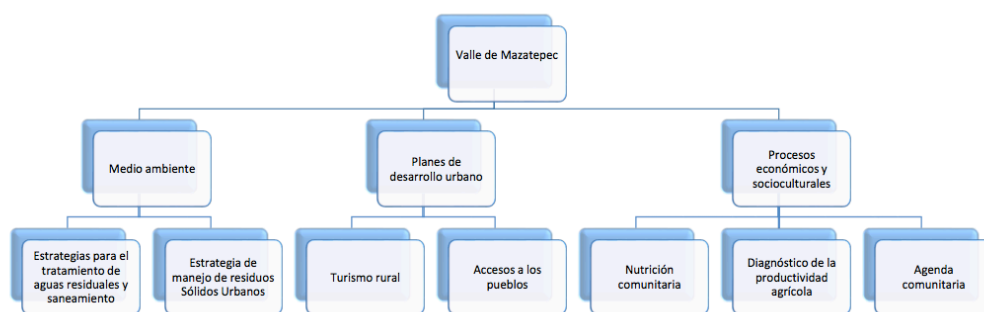 Valle de Mazatepec
Medio ambiente
Planes de
desarrollo urbano
Procesos
económicos y
socioculturales
Estrategias para el
tratamiento de
aguas residuales y
saneamiento
Estrategia de
manejo de residuos
Sólidos Urbanos
Turismo rural
Accesos a los
pueblos
Nutrición
comunitaria
Diagnóstico de la
productividad
agrícola
Agenda
comunitaria